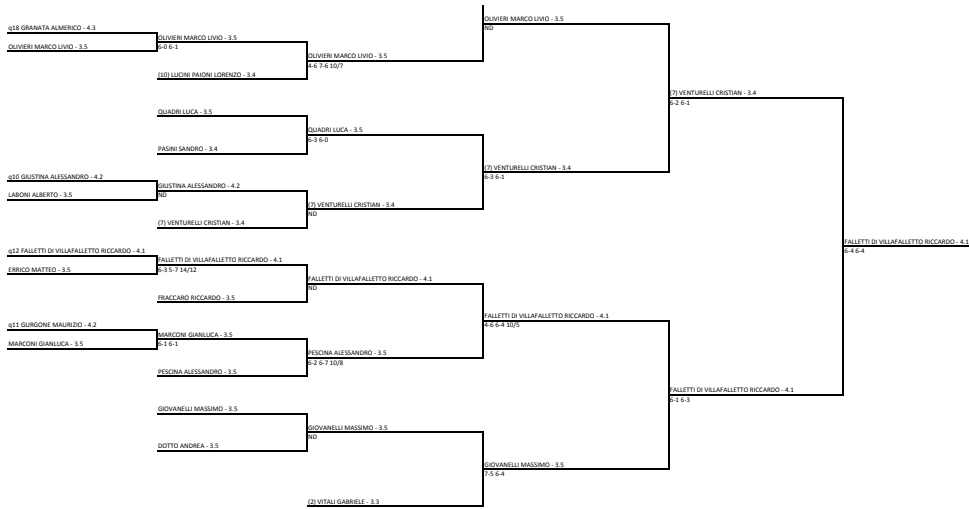 OLIVIERI MARCO LIVIO - 3.5
ND
q18 GRANATA ALMERICO - 4.3
OLIVIERI MARCO LIVIO - 3.5
6-0 6-1
OLIVIERI MARCO LIVIO - 3.5
OLIVIERI MARCO LIVIO - 3.5
4-6 7-6 10/7
(10) LUCINI PAIONI LORENZO - 3.4
(7) VENTURELLI CRISTIAN - 3.4
6-2 6-1
QUADRI LUCA - 3.5
QUADRI LUCA - 3.5
6-3 6-0
PASINI SANDRO - 3.4
(7) VENTURELLI CRISTIAN - 3.4
6-3 6-1
q10 GIUSTINA ALESSANDRO - 4.2
GIUSTINA ALESSANDRO - 4.2
ND
LABONI ALBERTO - 3.5
(7) VENTURELLI CRISTIAN - 3.4
ND
(7) VENTURELLI CRISTIAN - 3.4
FALLETTI DI VILLAFALLETTO RICCARDO - 4.1
6-4 6-4
q12 FALLETTI DI VILLAFALLETTO RICCARDO - 4.1
FALLETTI DI VILLAFALLETTO RICCARDO - 4.1
6-3 5-7 14/12
ERRICO MATTEO - 3.5
FALLETTI DI VILLAFALLETTO RICCARDO - 4.1
ND
FRACCARO RICCARDO - 3.5
FALLETTI DI VILLAFALLETTO RICCARDO - 4.1
4-6 6-4 10/5
q11 GURGONE MAURIZIO - 4.2
MARCONI GIANLUCA - 3.5
6-1 6-1
MARCONI GIANLUCA - 3.5
PESCINA ALESSANDRO - 3.5
6-2 6-7 10/8
PESCINA ALESSANDRO - 3.5
FALLETTI DI VILLAFALLETTO RICCARDO - 4.1
6-1 6-3
GIOVANELLI MASSIMO - 3.5
GIOVANELLI MASSIMO - 3.5
ND
DOTTO ANDREA - 3.5
GIOVANELLI MASSIMO - 3.5
7-5 6-4
(2) VITALI GABRIELE - 3.3